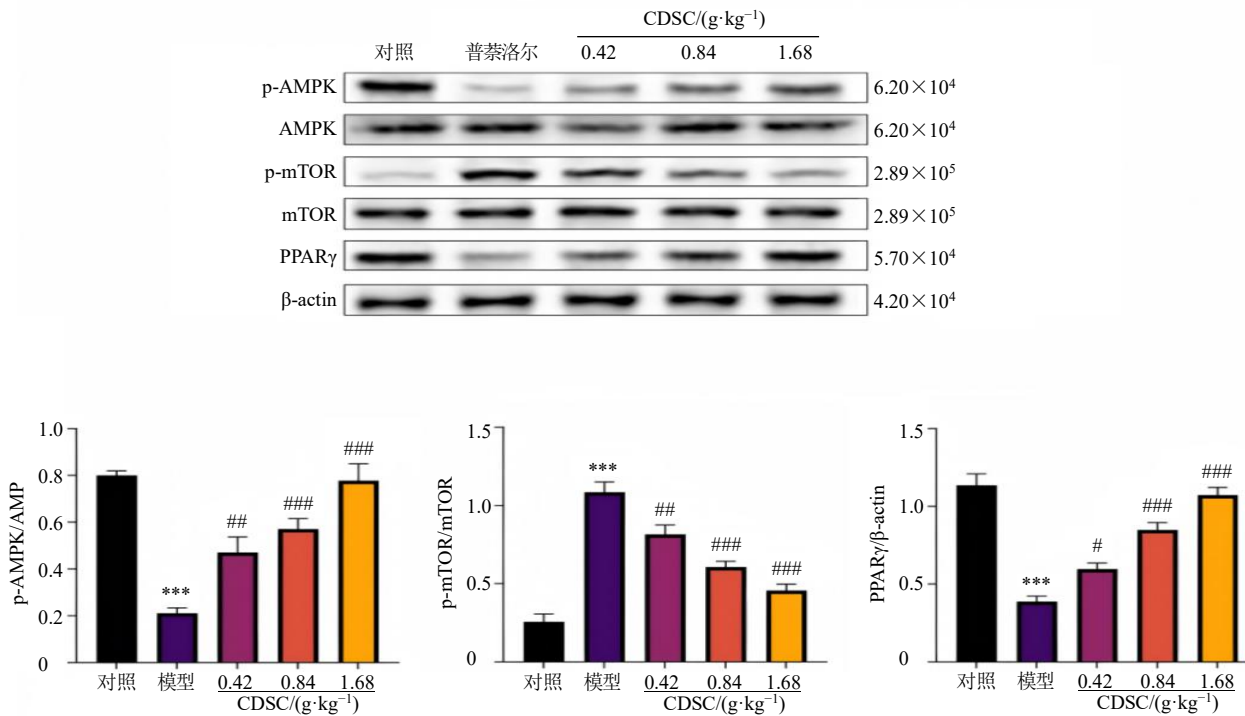 CDSC/(g·kg⁻¹)
对照 普萘洛尔 0.42 0.84 1.68
p-AMPK 6.20×10⁴
AMPK 6.20×10⁴
p-mTOR 2.89×10⁵
mTOR 2.89×10⁵
PPARγ 5.70×10⁴
β-actin 4.20×10⁴
p-AMPK/AMP
1.0
0.8
0.6
0.4
0.2
0
***
##
###
###
对照 模型 0.42 0.84 1.68
CDSC/(g·kg⁻¹)
p-mTOR/mTOR
1.5
1.0
0.5
0
***
##
###
###
对照 模型 0.42 0.84 1.68
CDSC/(g·kg⁻¹)
PPARγ/β-actin
1.5
1.0
0.5
0
***
#
###
###
对照 模型 0.42 0.84 1.68
CDSC/(g·kg⁻¹)